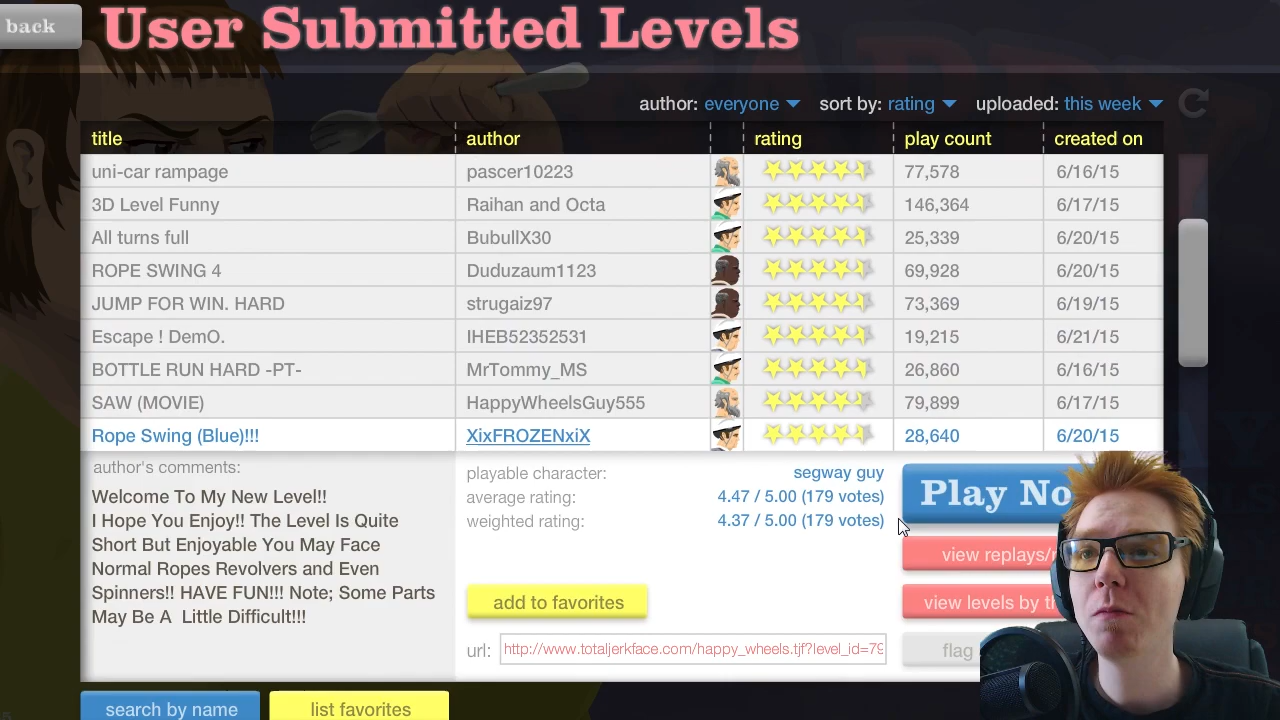 back
User Submitted Levels
author: everyone sort by: rating uploaded: this week
title author rating play count created on
uni-car rampage pascer10223 77,578 6/16/15
3D Level Funny Raihan and Octa 146,364 6/17/15
All turns full BubullX30 25,339 6/20/15
ROPE SWING 4 Duduzaum1123 69,928 6/20/15
JUMP FOR WIN. HARD strugaiz97 73,369 6/19/15
Escape ! DemO. IHEB52352531 19,215 6/21/15
BOTTLE RUN HARD -PT- MrTommy_MS 26,860 6/16/15
SAW (MOVIE) HappyWheelsGuy555 79,899 6/17/15
Rope Swing (Blue)!!! XixFROZENxiX 28,640 6/20/15
author's comments:
Welcome To My New Level!!
I Hope You Enjoy!! The Level Is Quite
Short But Enjoyable You May Face
Normal Ropes Revolvers and Even
Spinners!! HAVE FUN!!! Note; Some Parts
May Be A Little Difficult!!!
playable character: segway guy
average rating: 4.47 / 5.00 (179 votes)
weighted rating: 4.37 / 5.00 (179 votes)
add to favorites
url: http://www.totaljerkface.com/happy_wheels.tjf?level_id=79
Play No
view replays/
view levels by th
flag
search by name list favorites